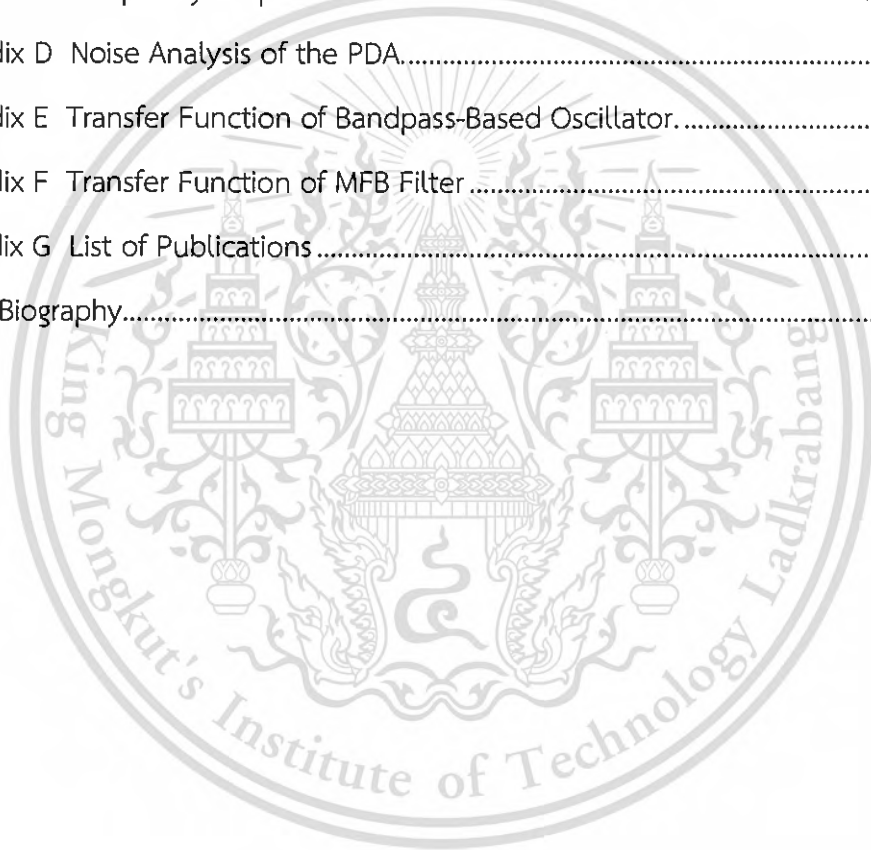 dix D Noise Analysis of the PDA
dix E Transfer Function of Bandpass-Based Oscillator.
dix F Transfer Function of MFB Filter
dix G List of Publications
Biography
King Mongkut's Institute of Technology Ladkrabang